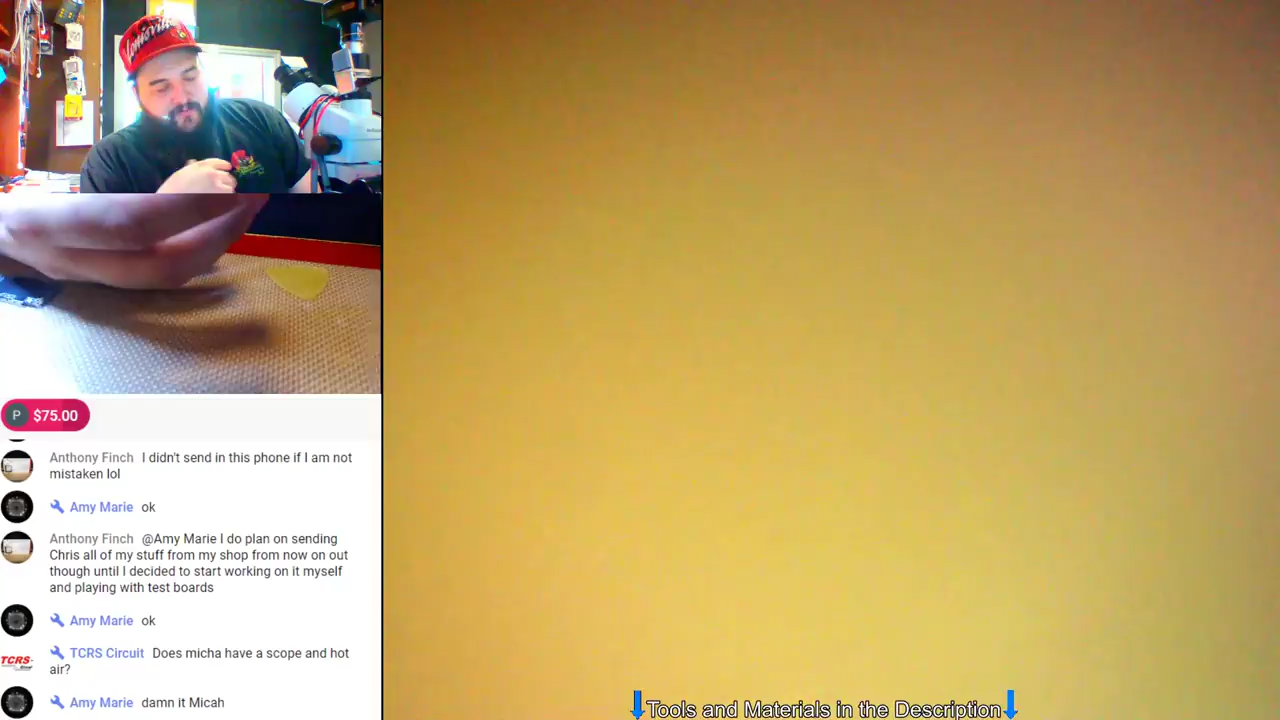 Louisville
P $75.00
Anthony Finch I didn't send in this phone if I am not
mistaken lol
Amy Marie ok
Anthony Finch @Amy Marie I do plan on sending
Chris all of my stuff from my shop from now on out
though until I decided to start working on it myself
and playing with test boards
Amy Marie ok
TCRS Circuit Does micha have a scope and hot
air?
TCRS
Amy Marie damn it Micah
Tools and Materials in the Description